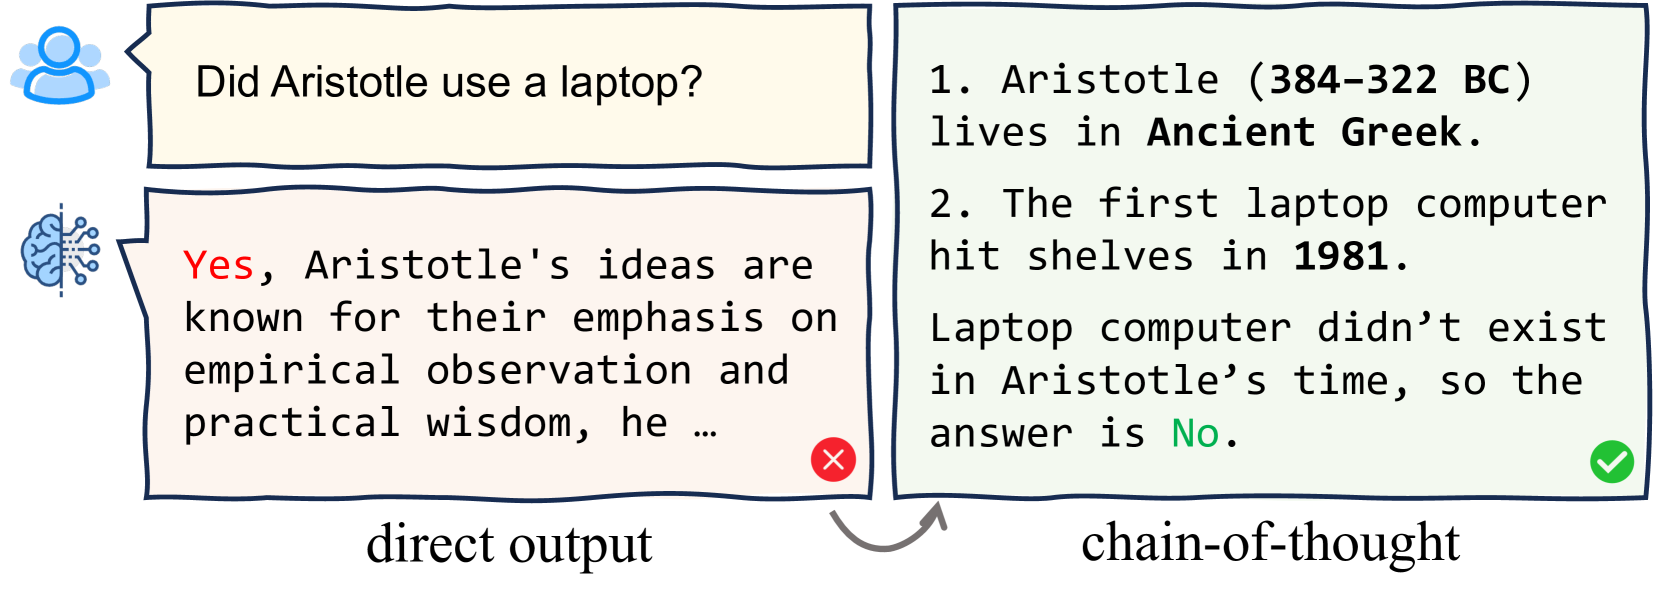 Did Aristotle use a laptop?
Yes, Aristotle's ideas are
known for their emphasis on
empirical observation and
practical wisdom, he …
direct output
1. Aristotle (384–322 BC)
lives in Ancient Greek.
2. The first laptop computer
hit shelves in 1981.
Laptop computer didn’t exist
in Aristotle’s time, so the
answer is No.
chain-of-thought